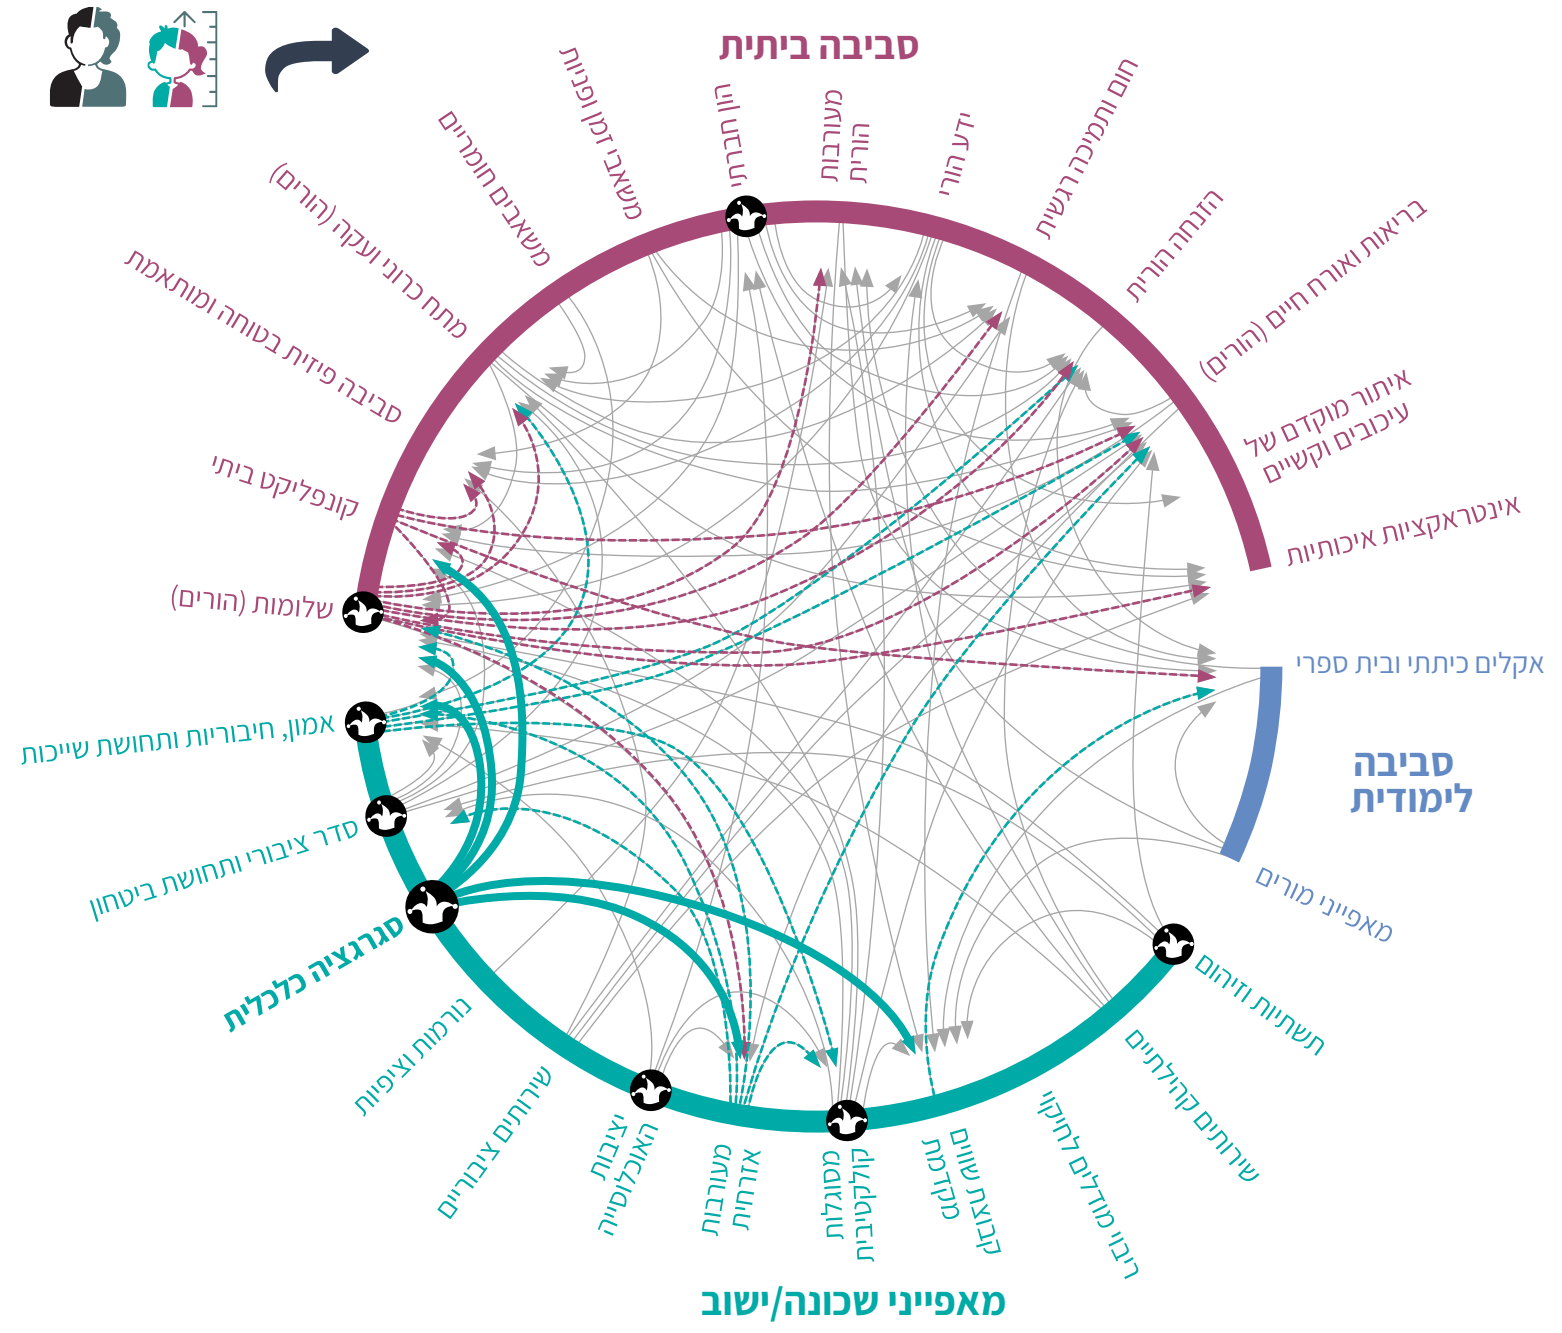 סביבה ביתית
הון חברתי
מעורבות
הורית
ידע הורי
חום ותמיכה רגשית
הזנחה הורית
בריאות ואורח חיים (הורים)
איתור מוקדם של
עיכובים וקשיים
אינטראקציות איכותיות
משאבי זמן ופניות
משאבים חומריים
מתח כרוני ועקה (הורים)
סביבה פיזית בטוחה ומותאמת
קונפליקט ביתי
שלומות (הורים)
אקלים כיתתי ובית ספרי
סביבה
לימודית
מאפייני מורים
אמון, חיבוריות ותחושת שייכות
סדר ציבורי ותחושת ביטחון
סגרגציה כלכלית
נורמות וציפיות
שירותים ציבוריים
יציבות
האוכלוסייה
מעורבות
אזרחית
מסוגלות
קולקטיבית
קבוצת שווים
מקדמת
ריבוי מודלים לחיקוי
שירותים קהילתיים
תשתיות וזיהום
מאפייני שכונה/ישוב